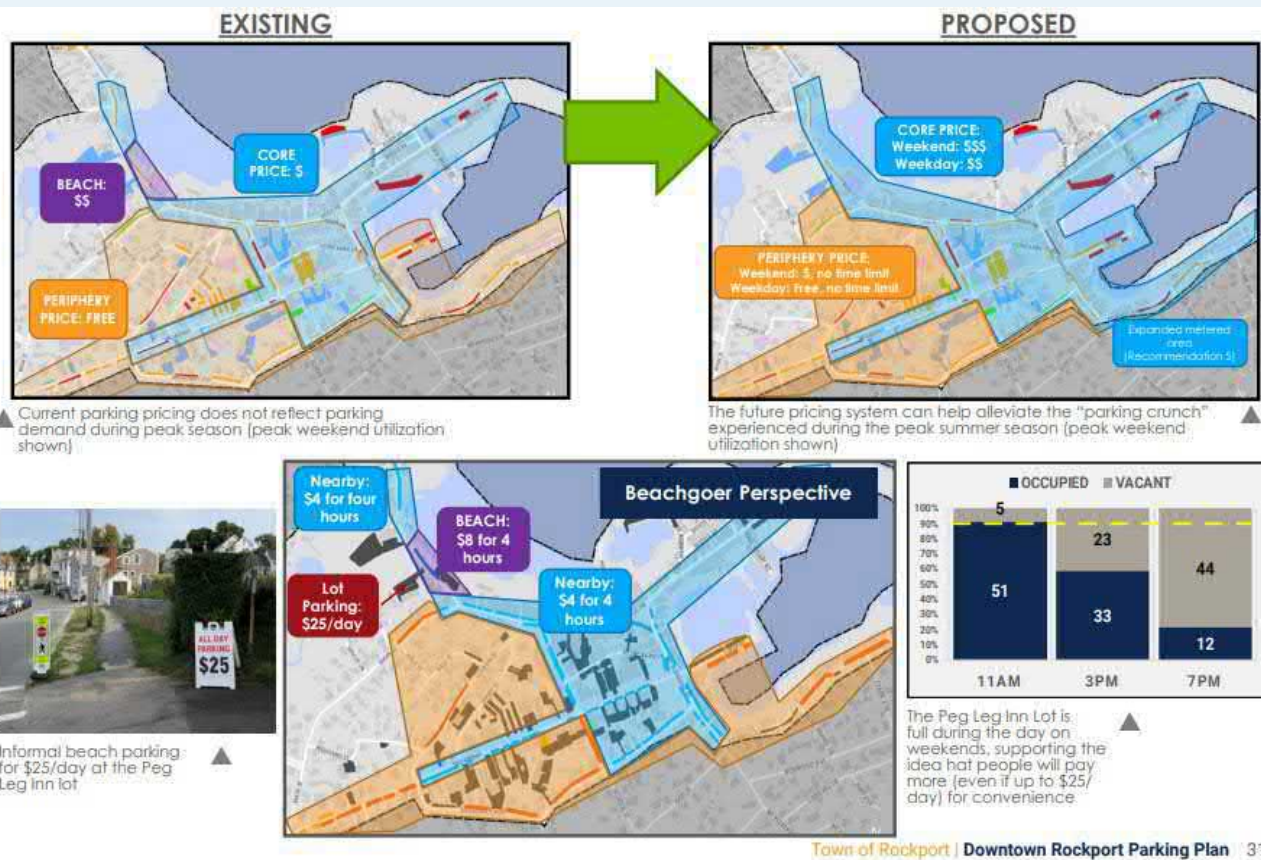 EXISTING
PROPOSED
BEACH:
$$
CORE
PRICE: $
PERIPHERY
PRICE: FREE
CORE PRICE:
Weekend: $$$
Weekday: $$
PERIPHERY PRICE:
Weekend: $, no time limit
Weekday: Free, no time limit
Expanded metered
area
(Recommendation 5)
Current parking pricing does not reflect parking
demand during peak season (peak weekend utilization
shown)
The future pricing system can help alleviate the “parking crunch”
experienced during the peak summer season (peak weekend
utilization shown)
ALL DAY
PARKING
$25
Informal beach parking
for $25/day at the Peg
Leg Inn lot
Beachgoer Perspective
Nearby:
$4 for four
hours
BEACH:
$8 for 4
hours
Lot
Parking:
$25/day
Nearby:
$4 for 4
hours
OCCUPIED VACANT
100%
90%
80%
70%
60%
50%
40%
30%
20%
10%
0%
5
51
23
33
44
12
11AM 3PM 7PM
The Peg Leg Inn Lot is
full during the day on
weekends, supporting the
idea hat people will pay
more (even if up to $25/
day) for convenience
Town of Rockport | Downtown Rockport Parking Plan 31